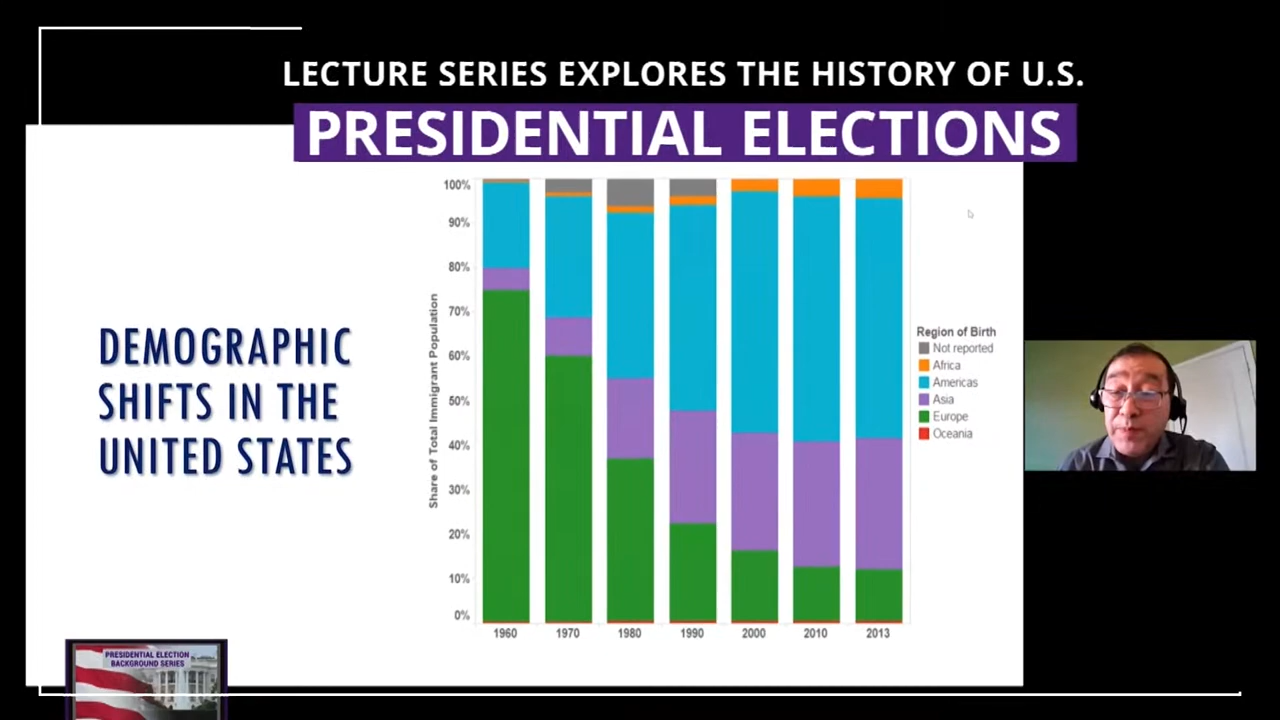 LECTURE SERIES EXPLORES THE HISTORY OF U.S.
PRESIDENTIAL ELECTIONS
DEMOGRAPHIC
SHIFTS IN THE
UNITED STATES
Share of Total Immigrant Population
100%
90%
80%
70%
60%
50%
40%
30%
20%
10%
0%
1960 1970 1980 1990 2000 2010 2013
Region of Birth
Not reported
Africa
Americas
Asia
Europe
Oceania
PRESIDENTIAL ELECTION
BACKGROUND SERIES